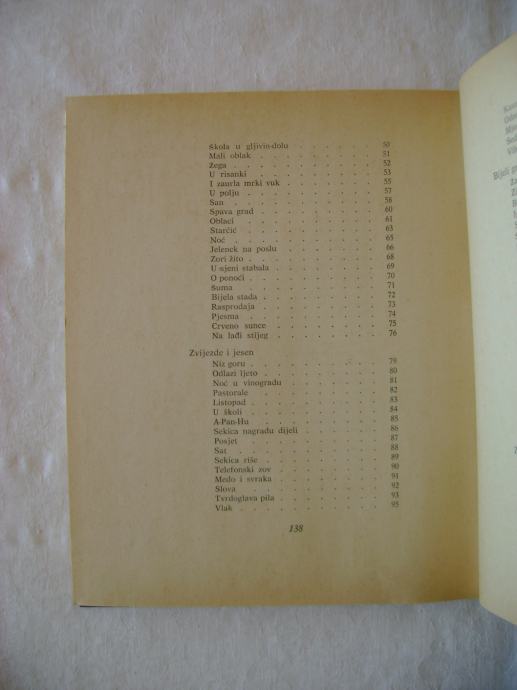 Škola u gljivin-dolu . . . . . . . . 50
Mali oblak . . . . . . . . . . 51
Žega . . . . . . . . . . . 52
U risanki . . . . . . . . . . 53
I zaurla mrki vuk . . . . . . . . 55
U polju . . . . . . . . . . 57
San . . . . . . . . . . . 58
Spava grad . . . . . . . . . 60
Oblaci . . . . . . . . . . 61
Starčić . . . . . . . . . . 63
Noć . . . . . . . . . . . 65
Jelenek na poslu . . . . . . . . 66
Zori žito . . . . . . . . . . 68
U sjeni stabala . . . . . . . . 69
O ponoći . . . . . . . . . . 70
Šuma . . . . . . . . . . . 71
Bijela stada . . . . . . . . . 72
Rasprodaja . . . . . . . . . 73
Pjesma . . . . . . . . . . 74
Crveno sunce . . . . . . . . . 75
Na lađi stijeg . . . . . . . . . 76
Zvijezde i jesen
Niz goru . . . . . . . . . . 79
Odlazi ljeto . . . . . . . . . 80
Noć u vinogradu . . . . . . . . 81
Pastorale . . . . . . . . . . 82
Listopad . . . . . . . . . . 83
U školi . . . . . . . . . . 84
A-Pan-Hu . . . . . . . . . . 85
Sekica nagradu dijeli . . . . . . . 86
Posjet . . . . . . . . . . 87
Sat . . . . . . . . . . . 88
Sekica riše . . . . . . . . . 89
Telefonski zov . . . . . . . . . 90
Medo i svraka . . . . . . . . . 91
Slova . . . . . . . . . . . 92
Tvrdoglava pila . . . . . . . . 93
Vlak . . . . . . . . . . . 95
138
Bijeli